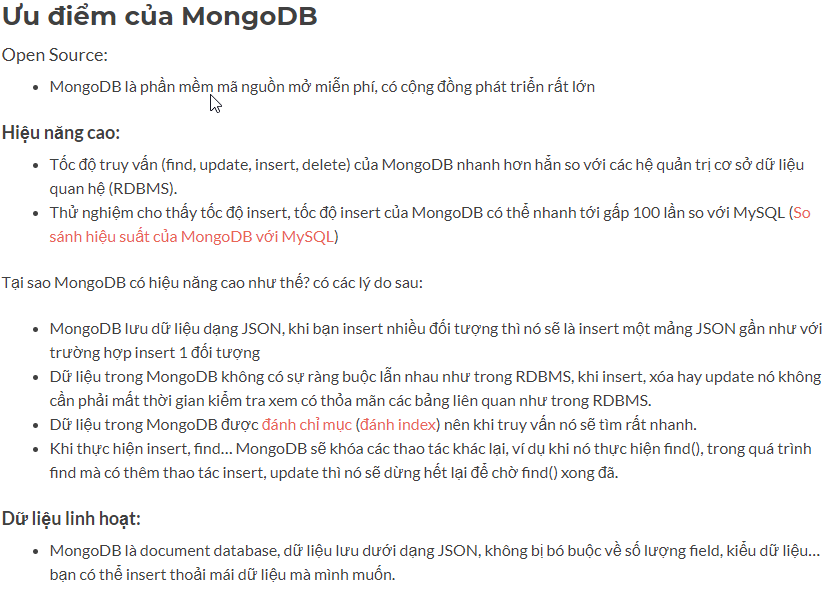 Ưu điểm của MongoDB
Open Source:
• MongoDB là phần mềm mã nguồn mở miễn phí, có cộng đồng phát triển rất lớn
Hiệu năng cao:
• Tốc độ truy vấn (find, update, insert, delete) của MongoDB nhanh hơn hẳn so với các hệ quản trị cơ sở dữ liệu
quan hệ (RDBMS).
• Thử nghiệm cho thấy tốc độ insert, tốc độ insert của MongoDB có thể nhanh tới gấp 100 lần so với MySQL (So
sánh hiệu suất của MongoDB với MySQL)
Tại sao MongoDB có hiệu năng cao như thế? có các lý do sau:
• MongoDB lưu dữ liệu dạng JSON, khi bạn insert nhiều đối tượng thì nó sẽ là insert một mảng JSON gần như với
trường hợp insert 1 đối tượng
• Dữ liệu trong MongoDB không có sự ràng buộc lẫn nhau như trong RDBMS, khi insert, xóa hay update nó không
cần phải mất thời gian kiểm tra xem có thỏa mãn các bảng liên quan như trong RDBMS.
• Dữ liệu trong MongoDB được đánh chỉ mục (đánh index) nên khi truy vấn nó sẽ tìm rất nhanh.
• Khi thực hiện insert, find... MongoDB sẽ khóa các thao tác khác lại, ví dụ khi nó thực hiện find(), trong quá trình
find mà có thêm thao tác insert, update thì nó sẽ dừng hết lại để chờ find() xong đã.
Dữ liệu linh hoạt:
• MongoDB là document database, dữ liệu lưu dưới dạng JSON, không bị bó buộc về số lượng field, kiểu dữ liệu...
bạn có thể insert thoải mái dữ liệu mà mình muốn.